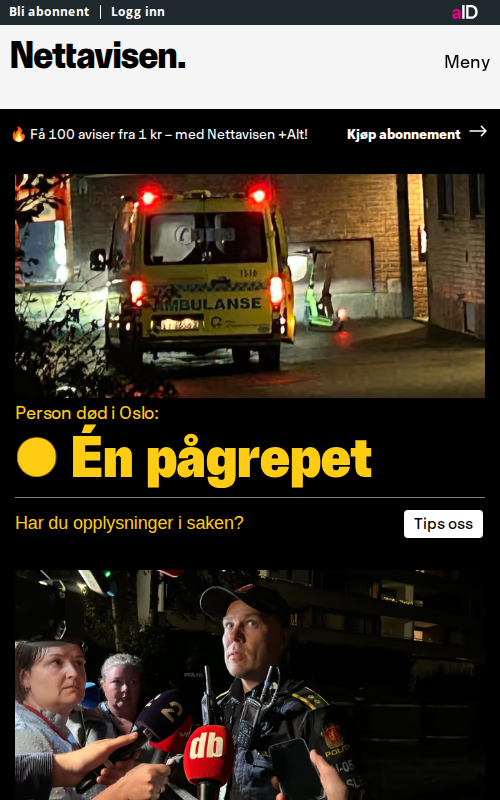 Bli abonnent | Logg inn
aID
Nettavisen.
Meny
🔥 Få 100 aviser fra 1 kr – med Nettavisen +Alt!
Kjøp abonnement →
1516
AMBULANSE
Person død i Oslo:
Én pågrepet
Har du opplysninger i saken?
Tips oss
2
db
POLITI